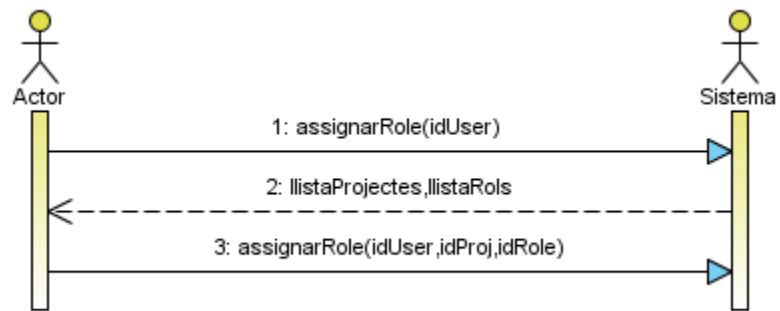 Actor
Sistema
1: assignarRole(idUser)
2: llistaProjectes,llistaRols
3: assignarRole(idUser,idProj,idRole)